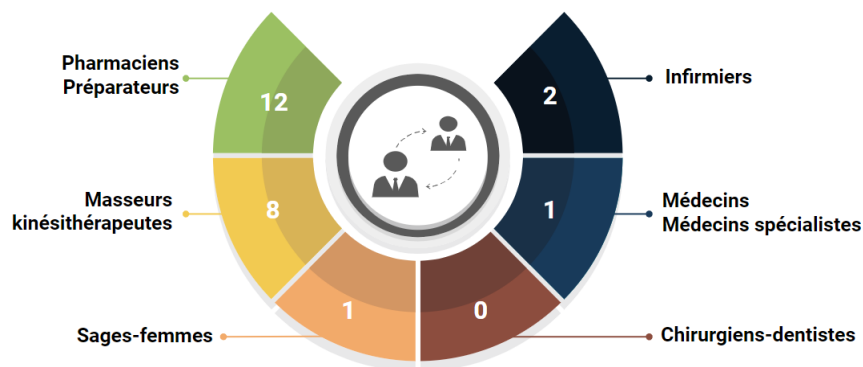 Pharmaciens
Préparateurs
12
Masseurs
kinésithérapeutes
8
Sages-femmes
1
2
Infirmiers
1
Médecins
Médecins spécialistes
0
Chirurgiens-dentistes